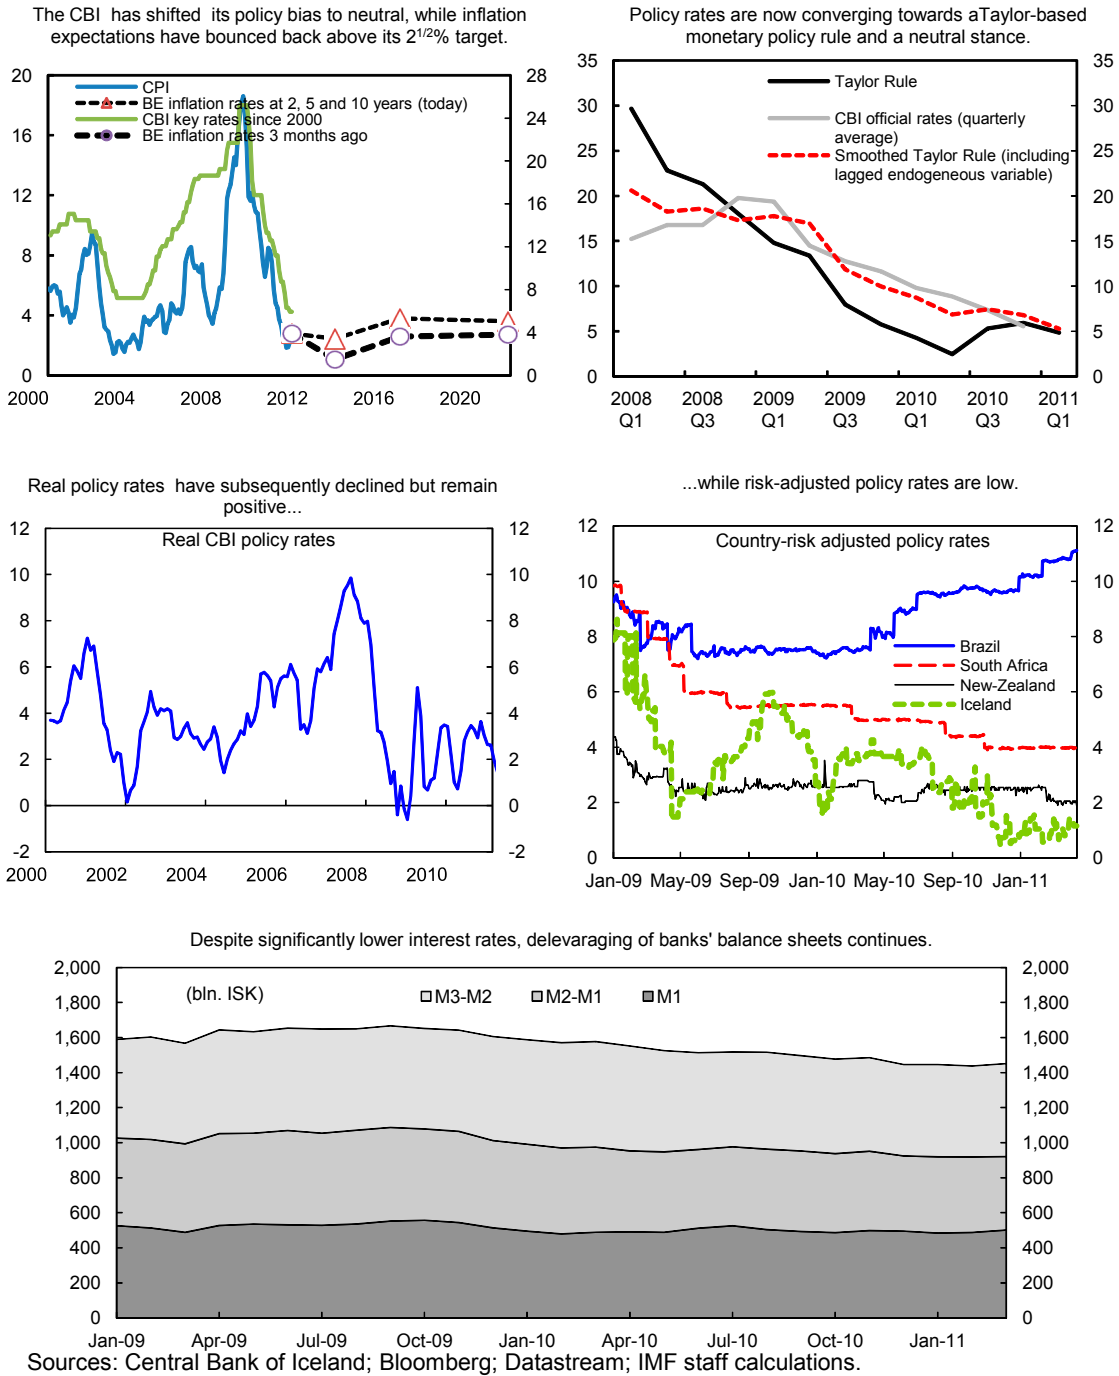 The CBI has shifted its policy bias to neutral, while inflation
expectations have bounced back above its 2 1/2% target.
20
16
12
8
4
0
28
24
20
16
12
8
4
0
CPI
BE inflation rates at 2, 5 and 10 years (today)
CBI key rates since 2000
BE inflation rates 3 months ago
2000 2004 2008 2012 2016 2020
Policy rates are now converging towards aTaylor-based
monetary policy rule and a neutral stance.
35
30
25
20
15
10
5
0
35
30
25
20
15
10
5
0
Taylor Rule
CBI official rates (quarterly
average)
Smoothed Taylor Rule (including
lagged endogeneous variable)
2008 2008 2009 2009 2010 2010 2011
Q1 Q3 Q1 Q3 Q1 Q3 Q1
Real policy rates have subsequently declined but remain
positive...
Real CBI policy rates
12
10
8
6
4
2
0
-2
12
10
8
6
4
2
0
-2
2000 2002 2004 2006 2008 2010
...while risk-adjusted policy rates are low.
Country-risk adjusted policy rates
12
10
8
6
4
2
0
12
10
8
6
4
2
0
Brazil
South Africa
New-Zealand
Iceland
Jan-09 May-09 Sep-09 Jan-10 May-10 Sep-10 Jan-11
Despite significantly lower interest rates, delevaraging of banks' balance sheets continues.
2,000
1,800
1,600
1,400
1,200
1,000
800
600
400
200
0
2,000
1,800
1,600
1,400
1,200
1,000
800
600
400
200
0
(bln. ISK) M3-M2 M2-M1 M1
Jan-09 Apr-09 Jul-09 Oct-09 Jan-10 Apr-10 Jul-10 Oct-10 Jan-11
Sources: Central Bank of Iceland; Bloomberg; Datastream; IMF staff calculations.